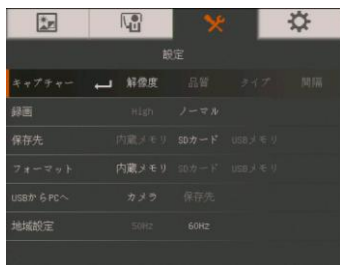 設定
キャプチャー 解像度 品質 タイプ 間隔
録画 High ノーマル
保存先 内蔵メモリ SDカード USBメモリ
フォーマット 内蔵メモリ SDカード USBメモリ
USBからPCへ カメラ 保存先
地域設定 50Hz 60Hz